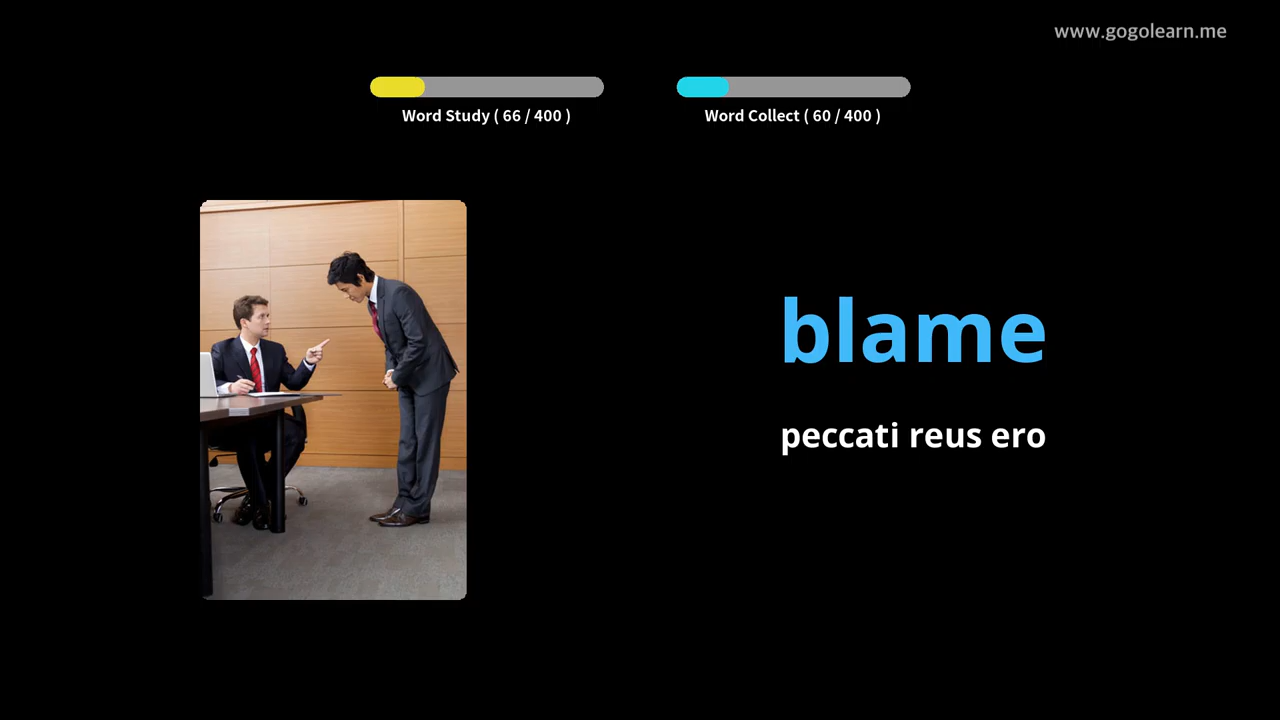 www.gogolearn.me
Word Study ( 66 / 400 )
Word Collect ( 60 / 400 )
blame
peccati reus ero